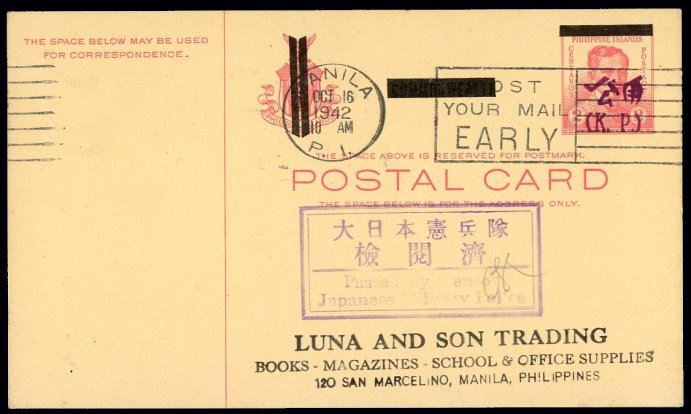 THE SPACE BELOW MAY BE USED
FOR CORRESPONDENCE.
PHILIPPINE ISLANDS
CENTAVOS
2
公用
(K. P.)
MANILA
OCT 16
1942
10 AM
P. I.
POST
YOUR MAIL
EARLY
THE SPACE ABOVE IS RESERVED FOR POSTMARK.
POSTAL CARD
THE SPACE BELOW IS FOR THE ADDRESS ONLY.
大日本憲兵隊
檢閲濟
Passed by Censor
Japanese Military Police
LUNA AND SON TRADING
BOOKS - MAGAZINES - SCHOOL & OFFICE SUPPLIES
120 SAN MARCELINO, MANILA, PHILIPPINES